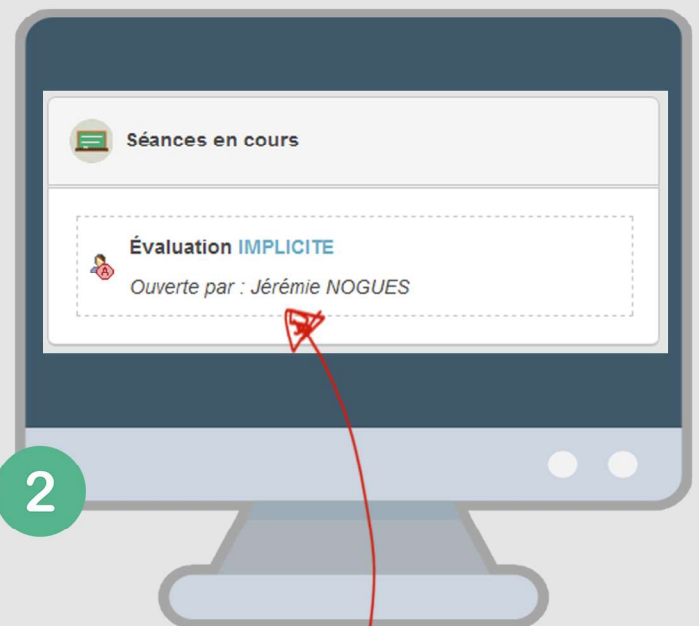 Séances en cours
Évaluation IMPLICITE
Ouverte par : Jérémie NOGUES
2